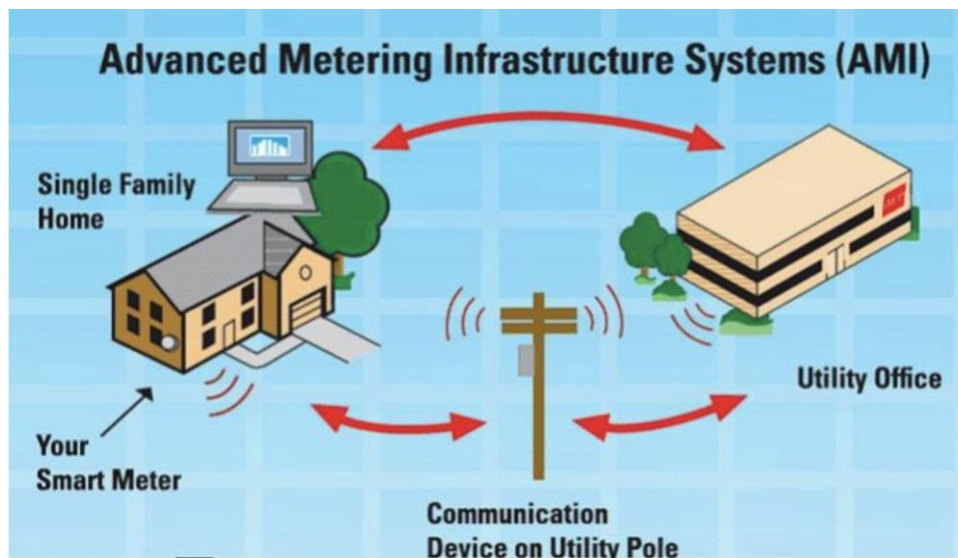 Advanced Metering Infrastructure Systems (AMI)
Single Family
Home
Utility Office
Your
Smart Meter
Communication
Device on Utility Pole